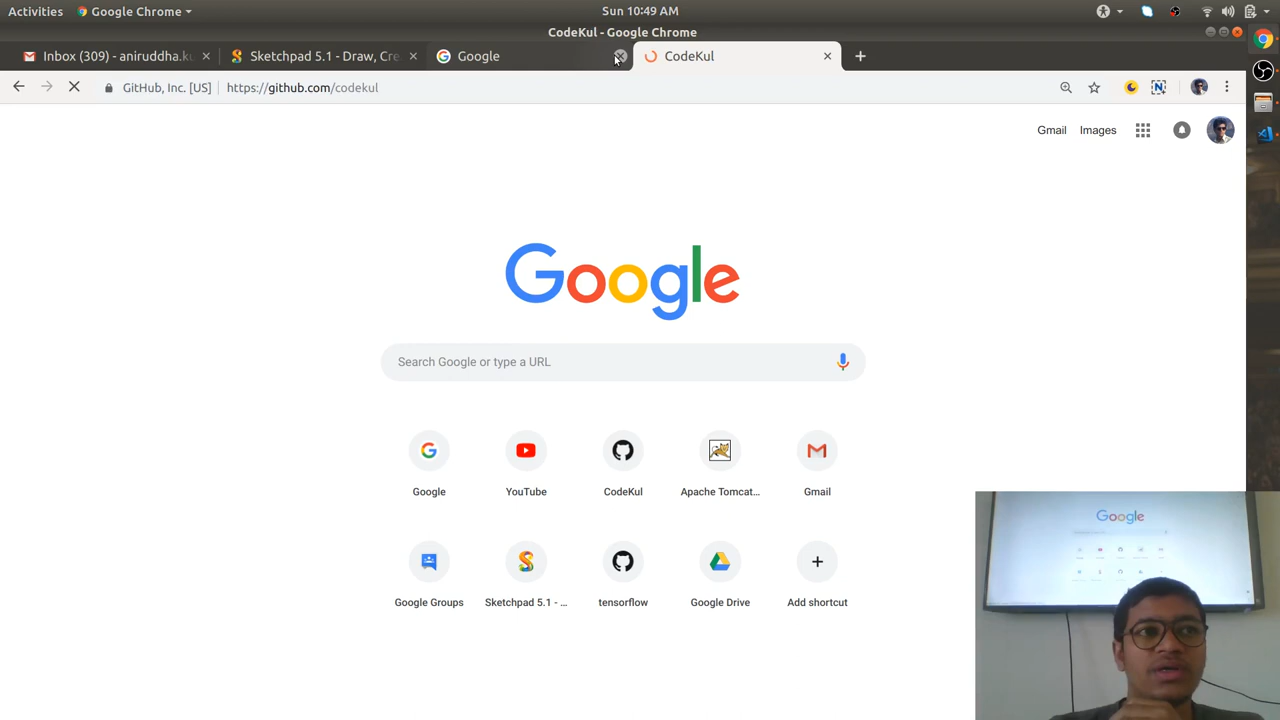 Activities Google Chrome Sun 10:49 AM
CodeKul - Google Chrome
Inbox (309) - aniruddha.ku Sketchpad 5.1 - Draw, Cre Google CodeKul
GitHub, Inc. [US] https://github.com/codekul
Gmail Images
Google
Search Google or type a URL
Google YouTube CodeKul Apache Tomcat... Gmail
Google Groups Sketchpad 5.1 - ... tensorflow Google Drive Add shortcut
Google